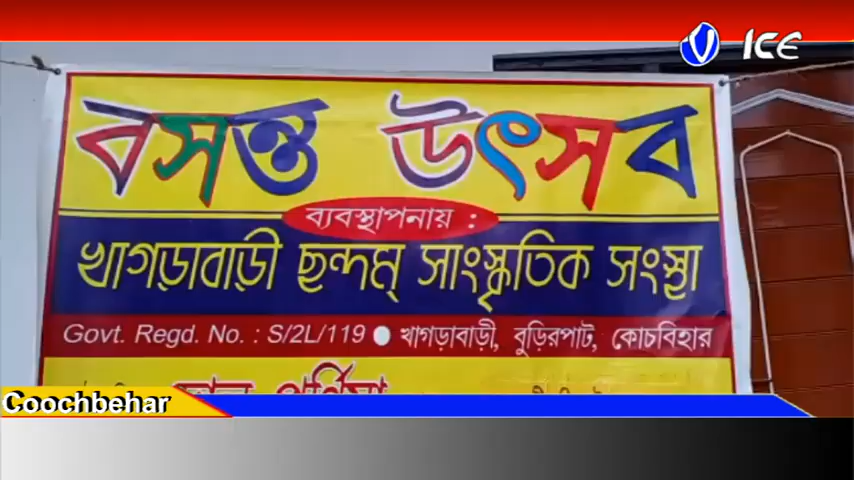 ICE
বসন্ত উৎসব
ব্যবস্থাপনায় :
খাগড়াবাড়ী ছন্দম্ সাংস্কৃতিক সংস্থা
Govt. Regd. No. : S/2L/119 ● খাগড়াবাড়ী, বুড়িরপাট, কোচবিহার
Coochbehar